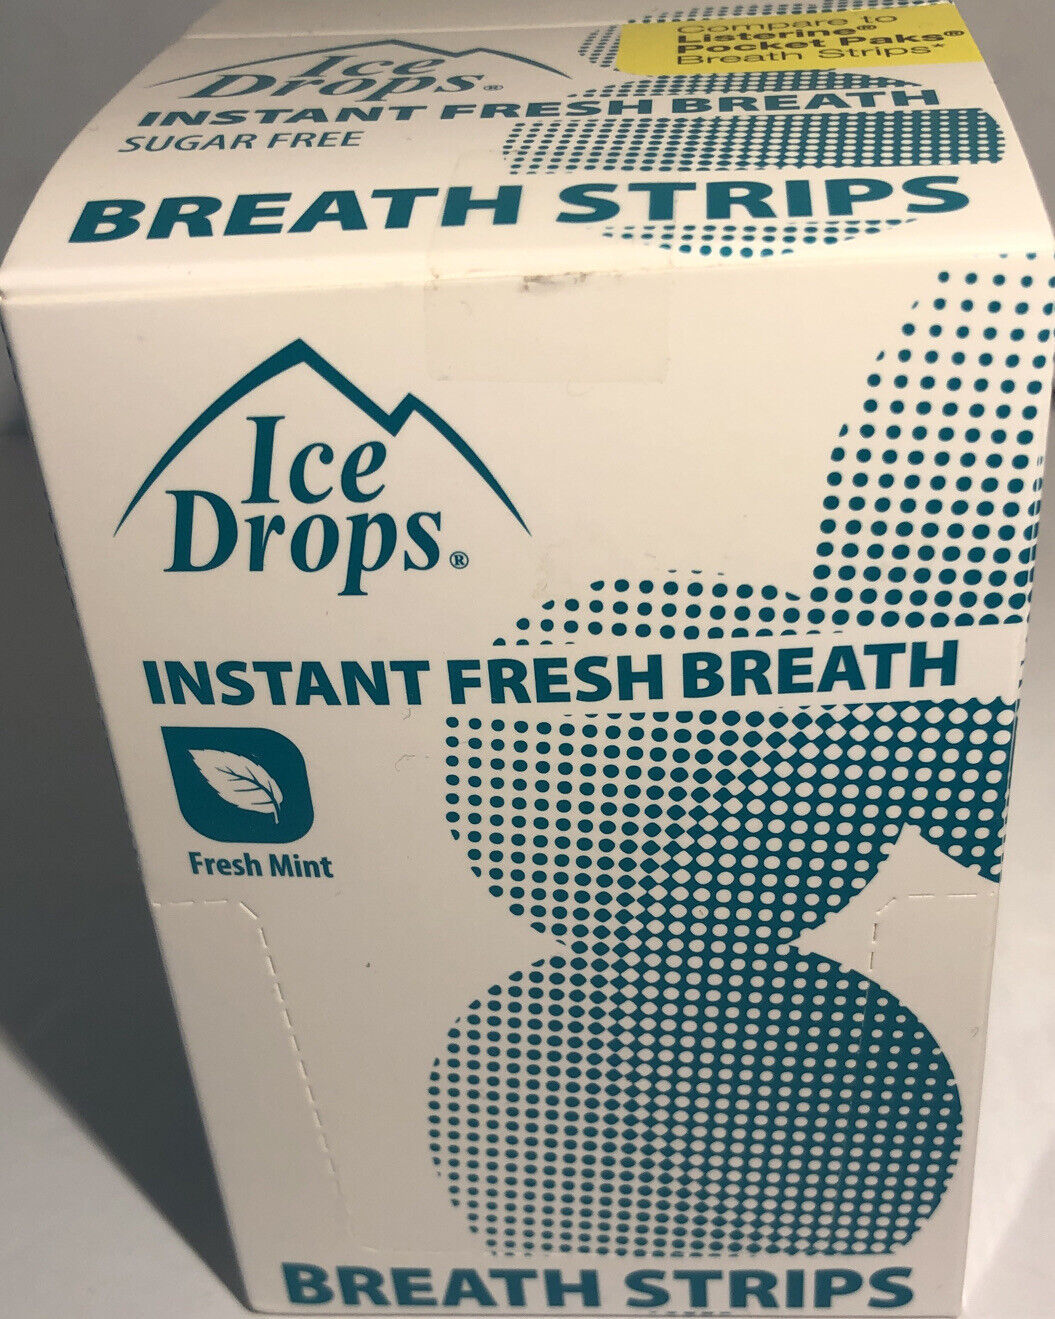 Compare to
Listerine®
Pocket Paks®
Breath Strips*
Ice
Drops®
INSTANT FRESH BREATH
SUGAR FREE
BREATH STRIPS
Ice
Drops®
INSTANT FRESH BREATH
Fresh Mint
BREATH STRIPS